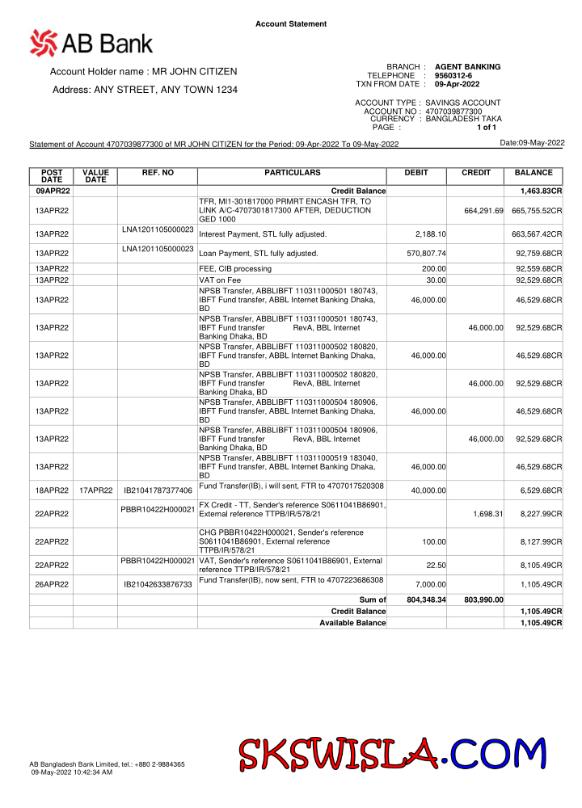 Account Statement
AB Bank
Account Holder name : MR JOHN CITIZEN
Address: ANY STREET, ANY TOWN 1234
BRANCH : AGENT BANKING
TELEPHONE : 9560312-6
TXN FROM DATE : 09-Apr-2022
ACCOUNT TYPE : SAVINGS ACCOUNT
ACCOUNT NO : 4707039877300
CURRENCY : BANGLADESH TAKA
PAGE : 1 of 1
Statement of Account 4707039877300 of MR JOHN CITIZEN for the Period: 09-Apr-2022 To 09-May-2022 Date:09-May-2022
POST DATE VALUE DATE REF. NO PARTICULARS DEBIT CREDIT BALANCE
09APR22 Credit Balance 1,463.83CR
TFR, MI1-301817000 PRMRT ENCASH TFR, TO
13APR22 LINK A/C-4707301817300 AFTER, DEDUCTION 664,291.69 665,755.52CR
GED 1000
13APR22 LNA1201105000023 Interest Payment, STL fully adjusted. 2,188.10 663,567.42CR
13APR22 LNA1201105000023 Loan Payment, STL fully adjusted. 570,807.74 92,759.68CR
13APR22 FEE, CIB processing 200.00 92,559.68CR
13APR22 VAT on Fee 30.00 92,529.68CR
NPSB Transfer, ABBLIBFT 110311000501 180743,
13APR22 IBFT Fund transfer, ABBL Internet Banking Dhaka, 46,000.00 46,529.68CR
BD
NPSB Transfer, ABBLIBFT 110311000501 180743,
13APR22 IBFT Fund transfer RevA, BBL Internet 46,000.00 92,529.68CR
Banking Dhaka, BD
NPSB Transfer, ABBLIBFT 110311000502 180820,
13APR22 IBFT Fund transfer, ABBL Internet Banking Dhaka, 46,000.00 46,529.68CR
BD
NPSB Transfer, ABBLIBFT 110311000502 180820,
13APR22 IBFT Fund transfer RevA, BBL Internet 46,000.00 92,529.68CR
Banking Dhaka, BD
NPSB Transfer, ABBLIBFT 110311000504 180906,
13APR22 IBFT Fund transfer, ABBL Internet Banking Dhaka, 46,000.00 46,529.68CR
BD
NPSB Transfer, ABBLIBFT 110311000504 180906,
13APR22 IBFT Fund transfer RevA, BBL Internet 46,000.00 92,529.68CR
Banking Dhaka, BD
NPSB Transfer, ABBLIBFT 110311000519 183040,
13APR22 IBFT Fund transfer, ABBL Internet Banking Dhaka, 46,000.00 46,529.68CR
BD
18APR22 17APR22 IB21041787377406 Fund Transfer(IB), i will sent, FTR to 4707017520308 40,000.00 6,529.68CR
22APR22 PBBR10422H000021 FX Credit - TT, Sender's reference S0611041B86901, 1,698.31 8,227.99CR
External reference TTPB/IR/578/21
CHG PBBR10422H000021, Sender's reference
22APR22 S0611041B86901, External reference 100.00 8,127.99CR
TTPB/IR/578/21
22APR22 PBBR10422H000021 VAT, Sender's reference S0611041B86901, External 22.50 8,105.49CR
reference TTPB/IR/578/21
26APR22 IB21042633876733 Fund Transfer(IB), now sent, FTR to 4707223686308 7,000.00 1,105.49CR
Sum of 804,348.34 803,990.00
Credit Balance 1,105.49CR
Available Balance 1,105.49CR
SKSWISLA.COM
AB Bangladesh Bank Limited, tel.: +880 2-9884365
09-May-2022 10:42:34 AM